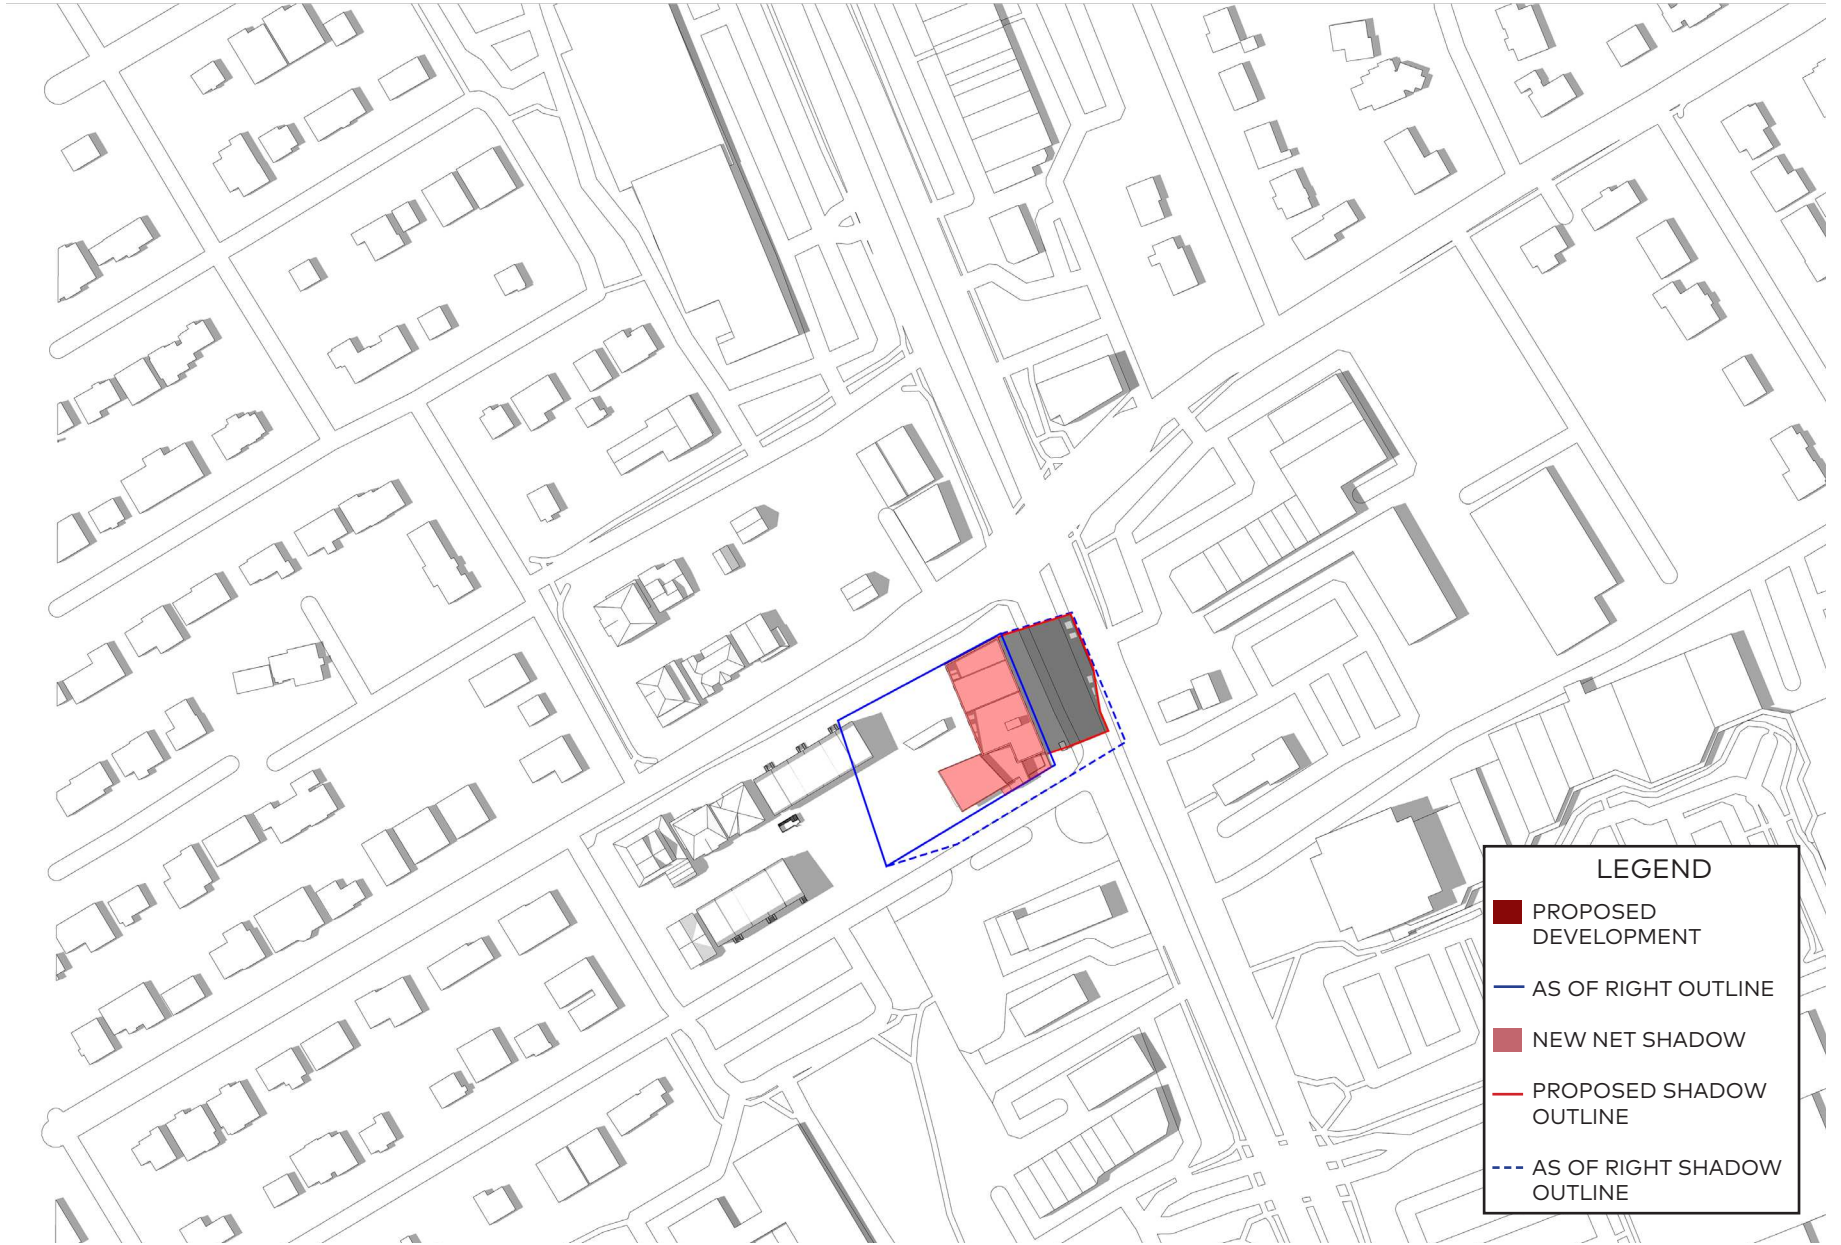 LEGEND
PROPOSED
DEVELOPMENT
AS OF RIGHT OUTLINE
NEW NET SHADOW
PROPOSED SHADOW
OUTLINE
AS OF RIGHT SHADOW
OUTLINE